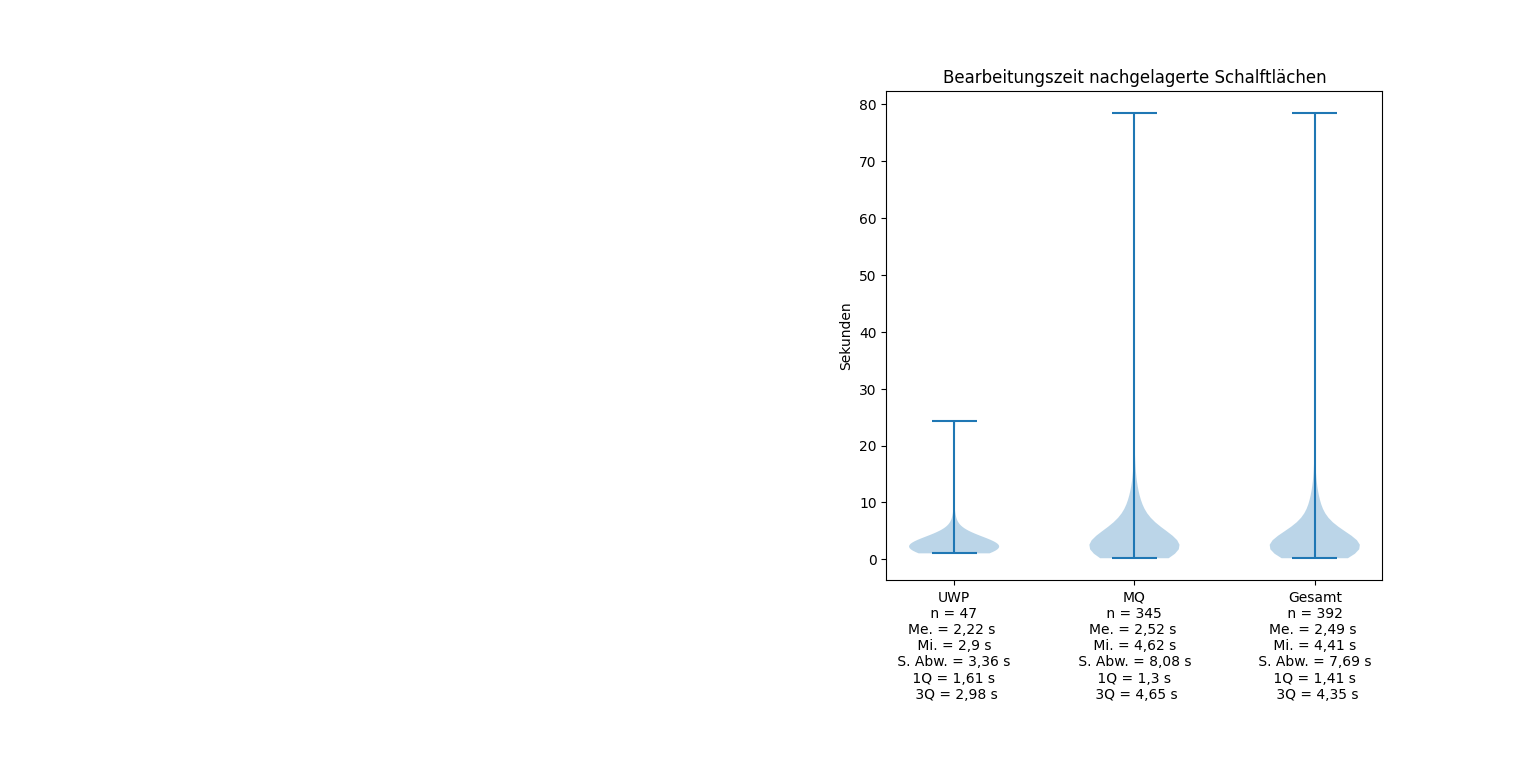 Bearbeitungszeit nachgelagerte Schalftlächen
80
70
60
50
40
30
20
10
0
Sekunden
UWP
n = 47
Me. = 2,22 s
Mi. = 2,9 s
S. Abw. = 3,36 s
1Q = 1,61 s
3Q = 2,98 s
MQ
n = 345
Me. = 2,52 s
Mi. = 4,62 s
S. Abw. = 8,08 s
1Q = 1,3 s
3Q = 4,65 s
Gesamt
n = 392
Me. = 2,49 s
Mi. = 4,41 s
S. Abw. = 7,69 s
1Q = 1,41 s
3Q = 4,35 s